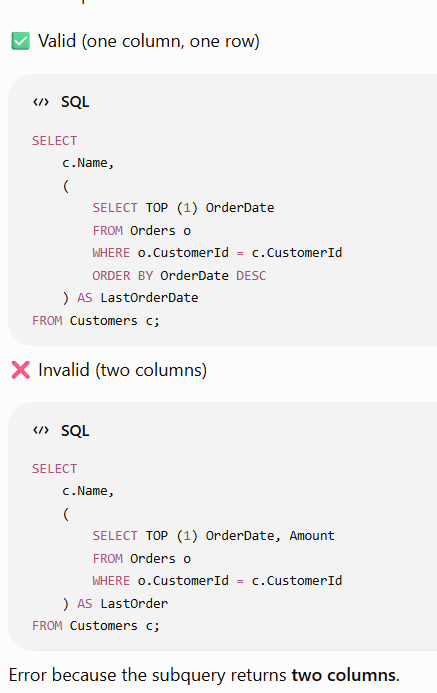 ✅ Valid (one column, one row)
</> SQL
SELECT
    c.Name,
    (
        SELECT TOP (1) OrderDate
        FROM Orders o
        WHERE o.CustomerId = c.CustomerId
        ORDER BY OrderDate DESC
    ) AS LastOrderDate
FROM Customers c;
❌ Invalid (two columns)
</> SQL
SELECT
    c.Name,
    (
        SELECT TOP (1) OrderDate, Amount
        FROM Orders o
        WHERE o.CustomerId = c.CustomerId
    ) AS LastOrder
FROM Customers c;
Error because the subquery returns two columns.